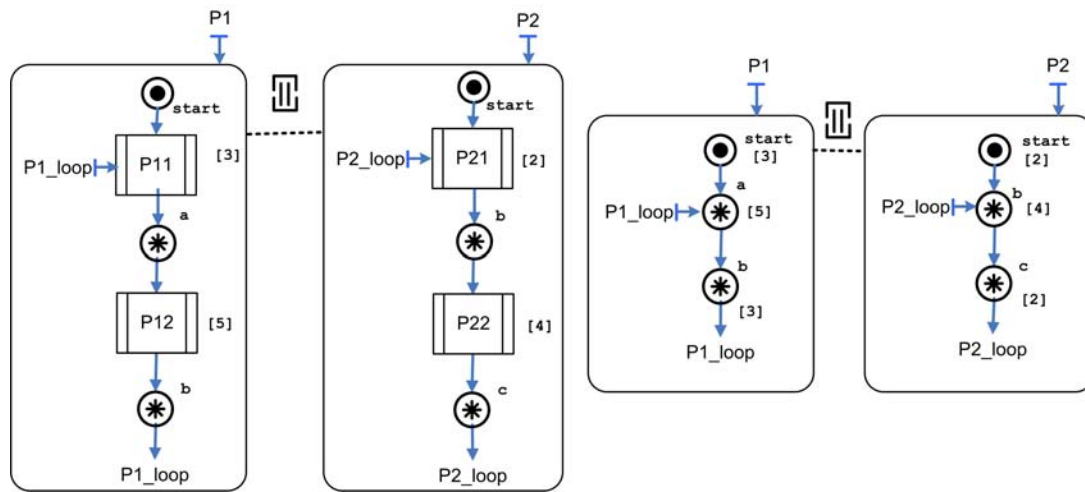 P1
start
P11
[3]
P1_loop
a
P12
[5]
b
P1_loop
P2
start
P21
[2]
P2_loop
b
P22
[4]
c
P2_loop
P1
start
[3]
a
P1_loop
[5]
b
[3]
P1_loop
P2
start
[2]
b
P2_loop
[4]
c
[2]
P2_loop